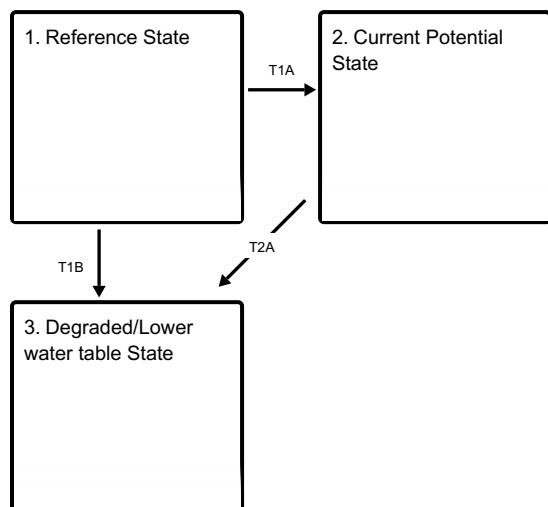 1. Reference State
2. Current Potential
State
T1A
T1B
T2A
3. Degraded/Lower
water table State